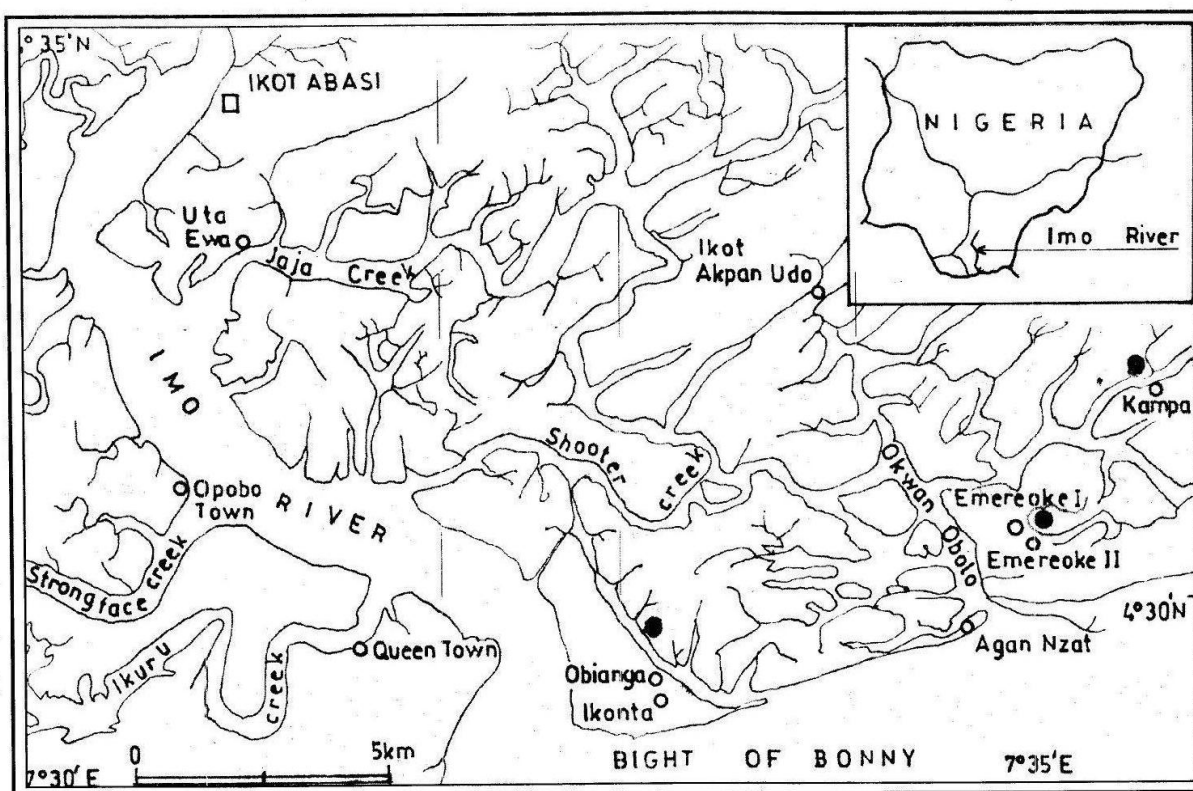 ° 35'N
IKOT ABASI
NIGERIA
Imo River
Uta
Ewa
Jaja Creek
Ikot
Akpan Udo
IMO
RIVER
Kampa
Shooter
creek
Okwan
Obolo
Opobo
Town
Emereoke I
Emereoke II
Strongface creek
4°30'N
Agan Nzat
Ikuru
creek
Queen Town
Obianga
Ikonta
0 5km
BIGHT OF BONNY
7°30'E
7°35'E